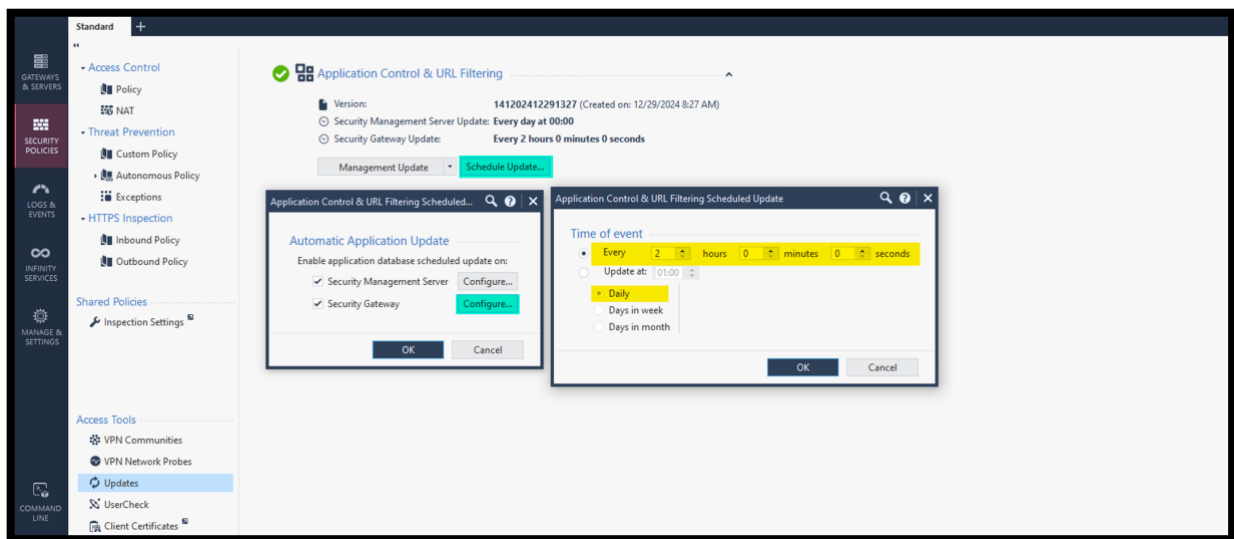 Standard +
GATEWAYS
& SERVERS
SECURITY
POLICIES
LOGS &
EVENTS
INFINITY
SERVICES
MANAGE &
SETTINGS
COMMAND
LINE
Access Control
Policy
NAT
Threat Prevention
Custom Policy
Autonomous Policy
Exceptions
HTTPS Inspection
Inbound Policy
Outbound Policy
Shared Policies
Inspection Settings
Access Tools
VPN Communities
VPN Network Probes
Updates
UserCheck
Client Certificates
Application Control & URL Filtering
Version: 141202412291327 (Created on: 12/29/2024 8:27 AM)
Security Management Server Update: Every day at 00:00
Security Gateway Update: Every 2 hours 0 minutes 0 seconds
Management Update Schedule Update...
Application Control & URL Filtering Scheduled...
Automatic Application Update
Enable application database scheduled update on:
Security Management Server Configure...
Security Gateway Configure...
OK Cancel
Application Control & URL Filtering Scheduled Update
Time of event
Every 2 hours 0 minutes 0 seconds
Update at: 01:00
Daily
Days in week
Days in month
OK Cancel